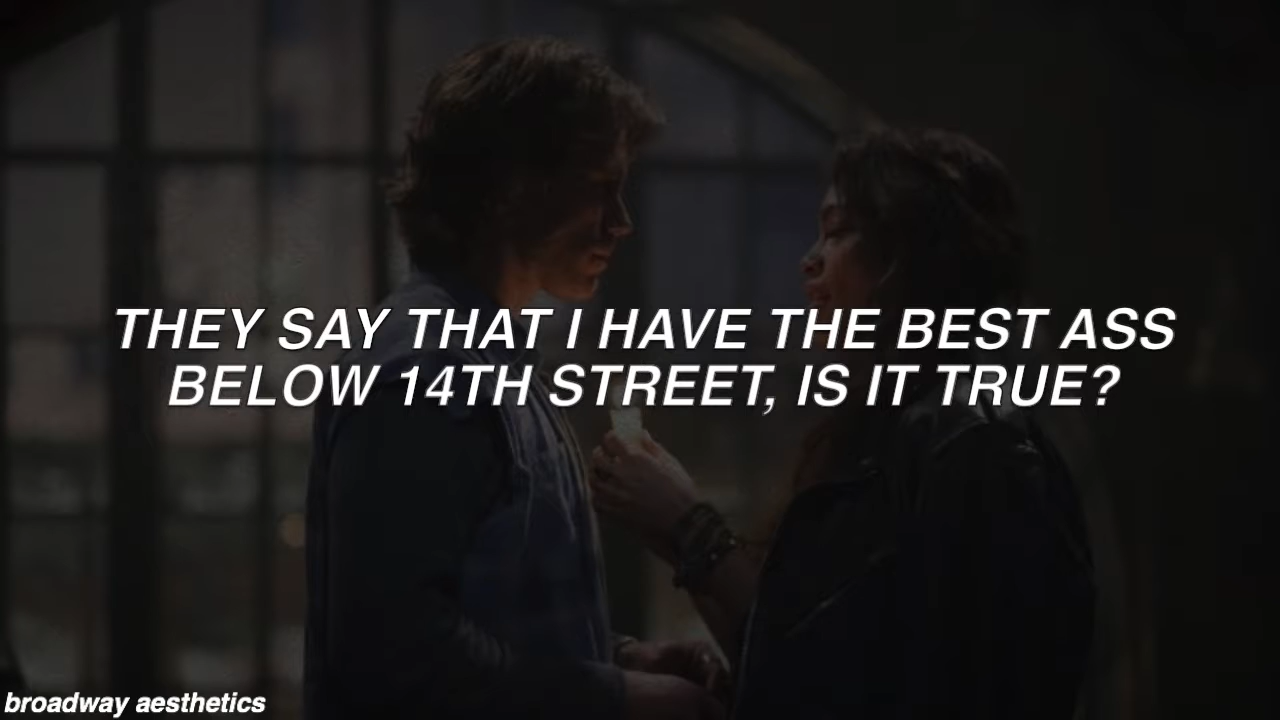 THEY SAY THAT I HAVE THE BEST ASS
BELOW 14TH STREET, IS IT TRUE?
broadway aesthetics